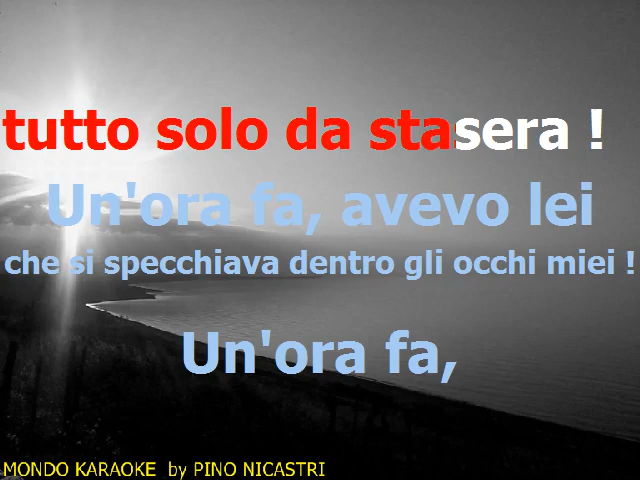 tutto solo da stasera !
Un'ora fa, avevo lei
che si specchiava dentro gli occhi miei !
Un'ora fa,
MONDO KARAOKE by PINO NICASTRI